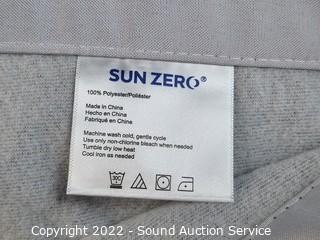 SUN ZERO®
100% Polyester/Poliéster
Made in China
Hecho en China
Fabriqué en China
Machine wash cold, gentle cycle
Use only non-chlorine bleach when needed
Tumble dry low heat
Cool iron as needed
30C
Copyright 2022 - Sound Auction Service